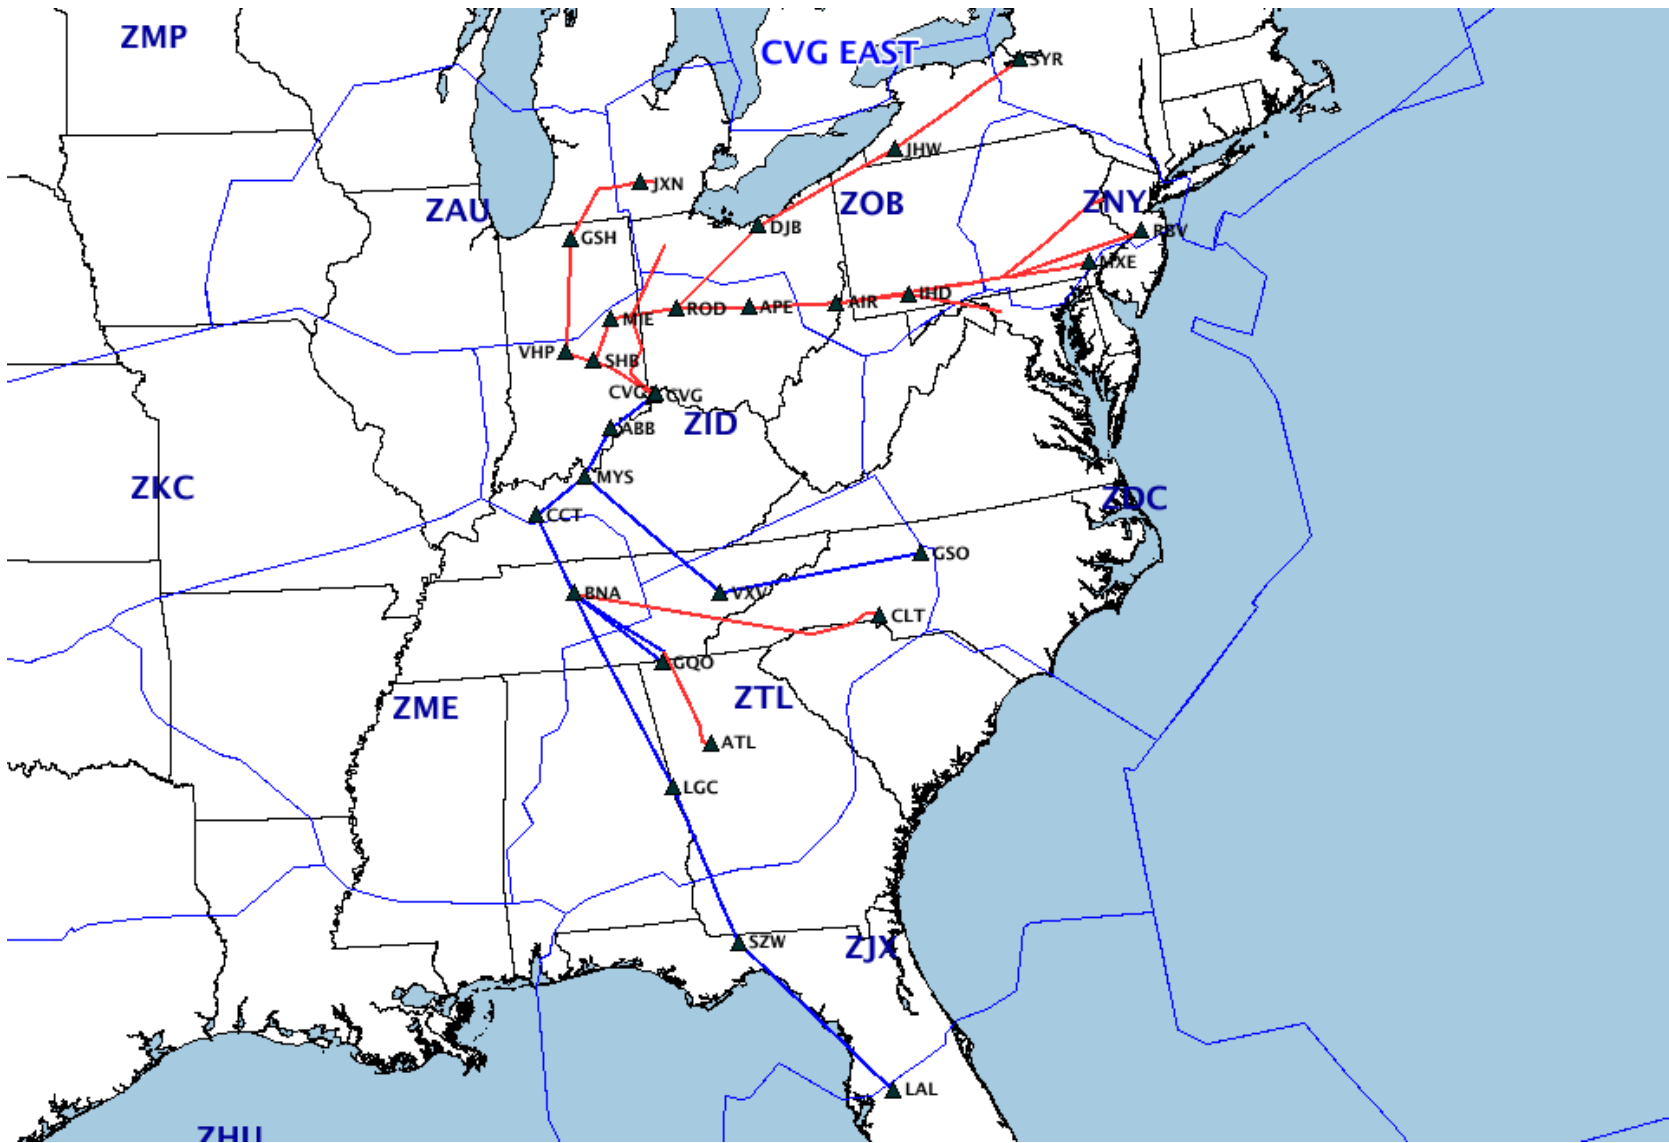 ZMP
CVG EAST
SYR
JHW
JXN
ZAU
ZOB
ZNY
GSH
DJB
RBV
MXE
IHD
AIR
APE
ROD
MIE
VHP
SHB
CVG
CVG
ABB
ZID
MYS
ZKC
ZDC
CCT
GSO
BNA
VXV
CLT
GQO
ZME
ZTL
ATL
LGC
SZW
ZJX
LAL
ZHU